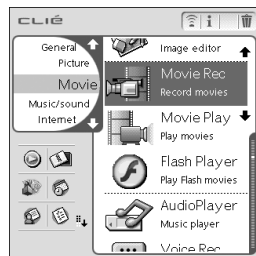 CLIÉ
i
General
Picture
Movie
Music/sound
Internet
Image editor
Movie Rec
Record movies
Movie Play
Play movies
Flash Player
Play Flash movies
AudioPlayer
Music player
Voice Rec